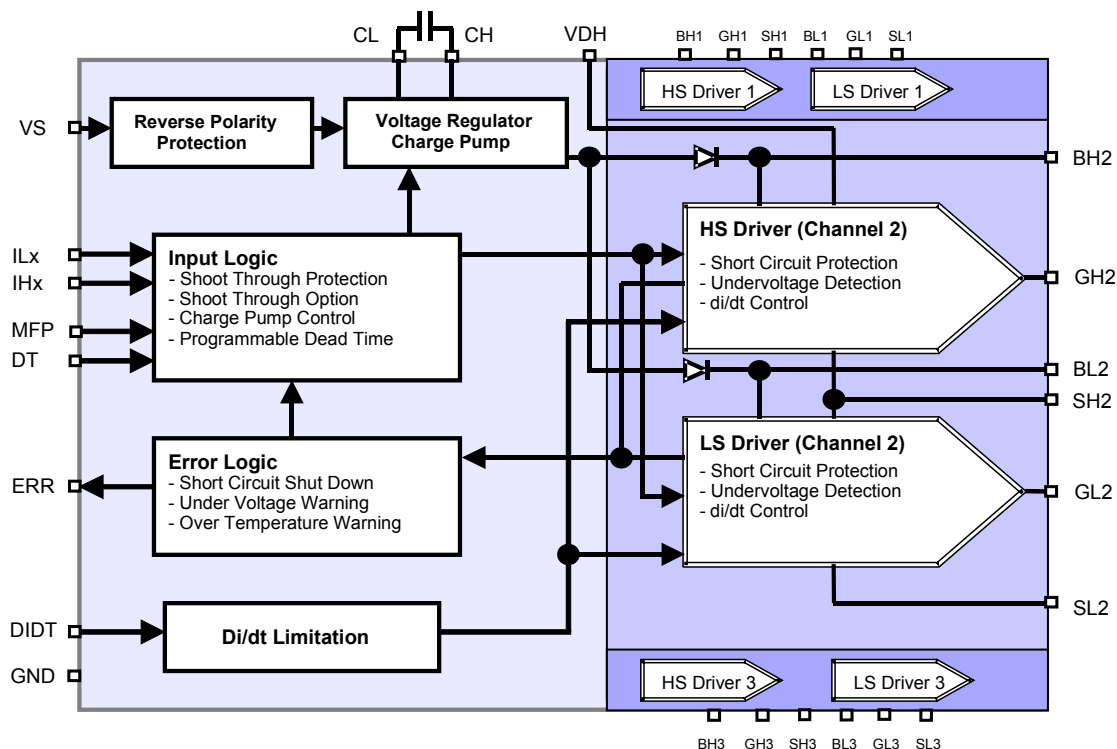 CL
CH
VDH
BH1
GH1
SH1
BL1
GL1
SL1
HS Driver 1
LS Driver 1
VS
Reverse Polarity
Protection
Voltage Regulator
Charge Pump
BH2
ILx
IHx
MFP
DT
Input Logic
- Shoot Through Protection
- Shoot Through Option
- Charge Pump Control
- Programmable Dead Time
HS Driver (Channel 2)
- Short Circuit Protection
- Undervoltage Detection
- di/dt Control
GH2
BL2
SH2
ERR
Error Logic
- Short Circuit Shut Down
- Under Voltage Warning
- Over Temperature Warning
LS Driver (Channel 2)
- Short Circuit Protection
- Undervoltage Detection
- di/dt Control
GL2
SL2
DIDT
Di/dt Limitation
GND
HS Driver 3
LS Driver 3
BH3
GH3
SH3
BL3
GL3
SL3